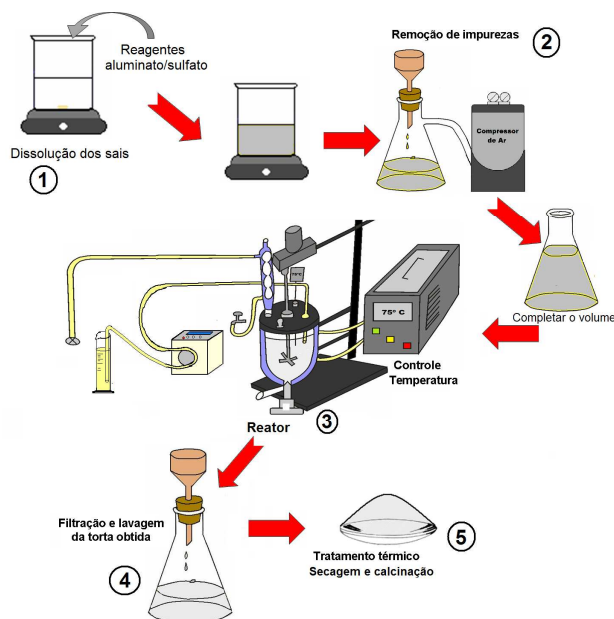 Reagentes
aluminato/sulfato
Dissolução dos sais
1
Remoção de impurezas
2
Compressor
de Ar
Completar o volume
75º C
Controle
Temperatura
Reator
3
Filtração e lavagem
da torta obtida
4
5
Tratamento térmico
Secagem e calcinação